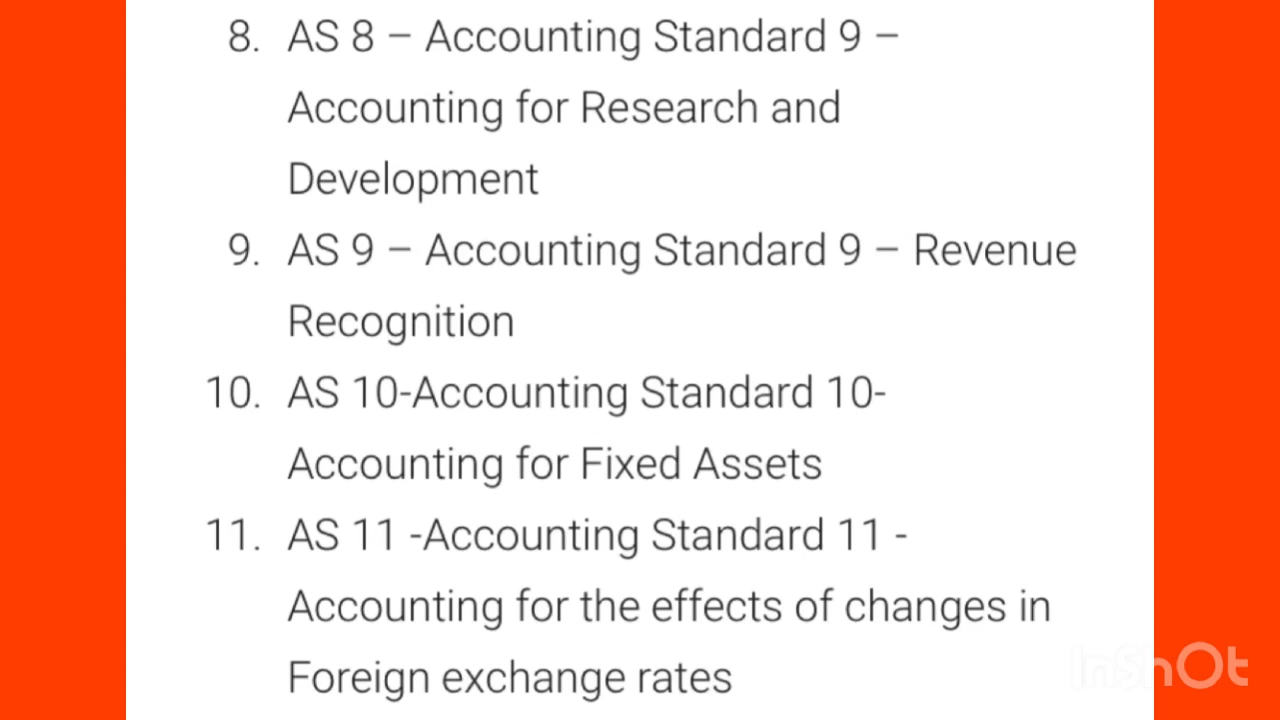 8. AS 8 – Accounting Standard 9 –
Accounting for Research and
Development
9. AS 9 – Accounting Standard 9 – Revenue
Recognition
10. AS 10-Accounting Standard 10-
Accounting for Fixed Assets
11. AS 11 -Accounting Standard 11 -
Accounting for the effects of changes in
Foreign exchange rates
InShOt